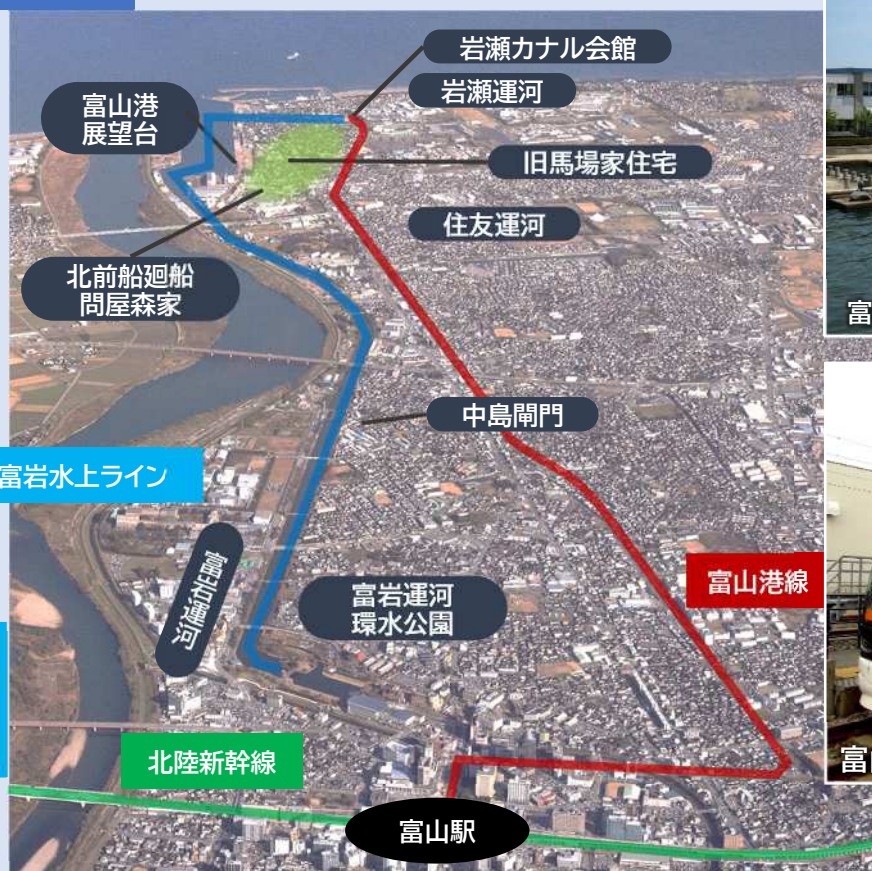 岩瀬カナル会館
岩瀬運河
富山港
展望台
旧馬場家住宅
住友運河
北前船廻船
問屋森家
富
中島閘門
富岩水上ライン
富岩運河
富岩運河
環水公園
富山港線
北陸新幹線
富山駅